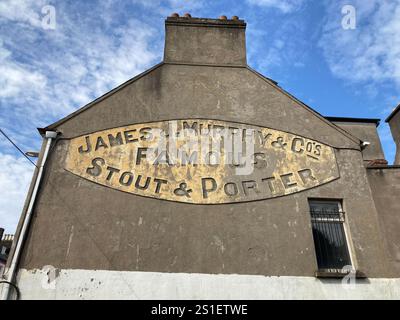 JAMES J. MURPHY & Co's
FAMOUS
STOUT & PORTER